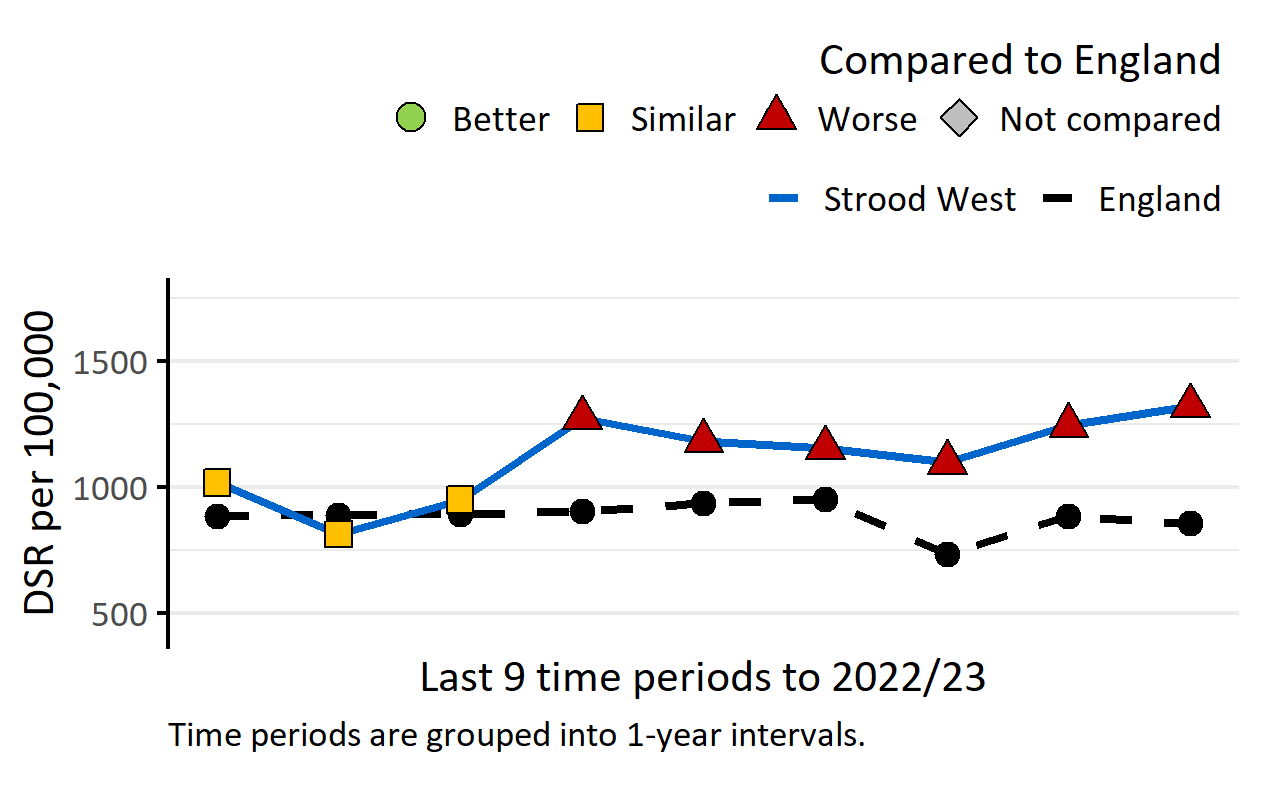 Compared to England
Better Similar Worse Not compared
Strood West England
DSR per 100,000
1500
1000
500
Last 9 time periods to 2022/23
Time periods are grouped into 1-year intervals.